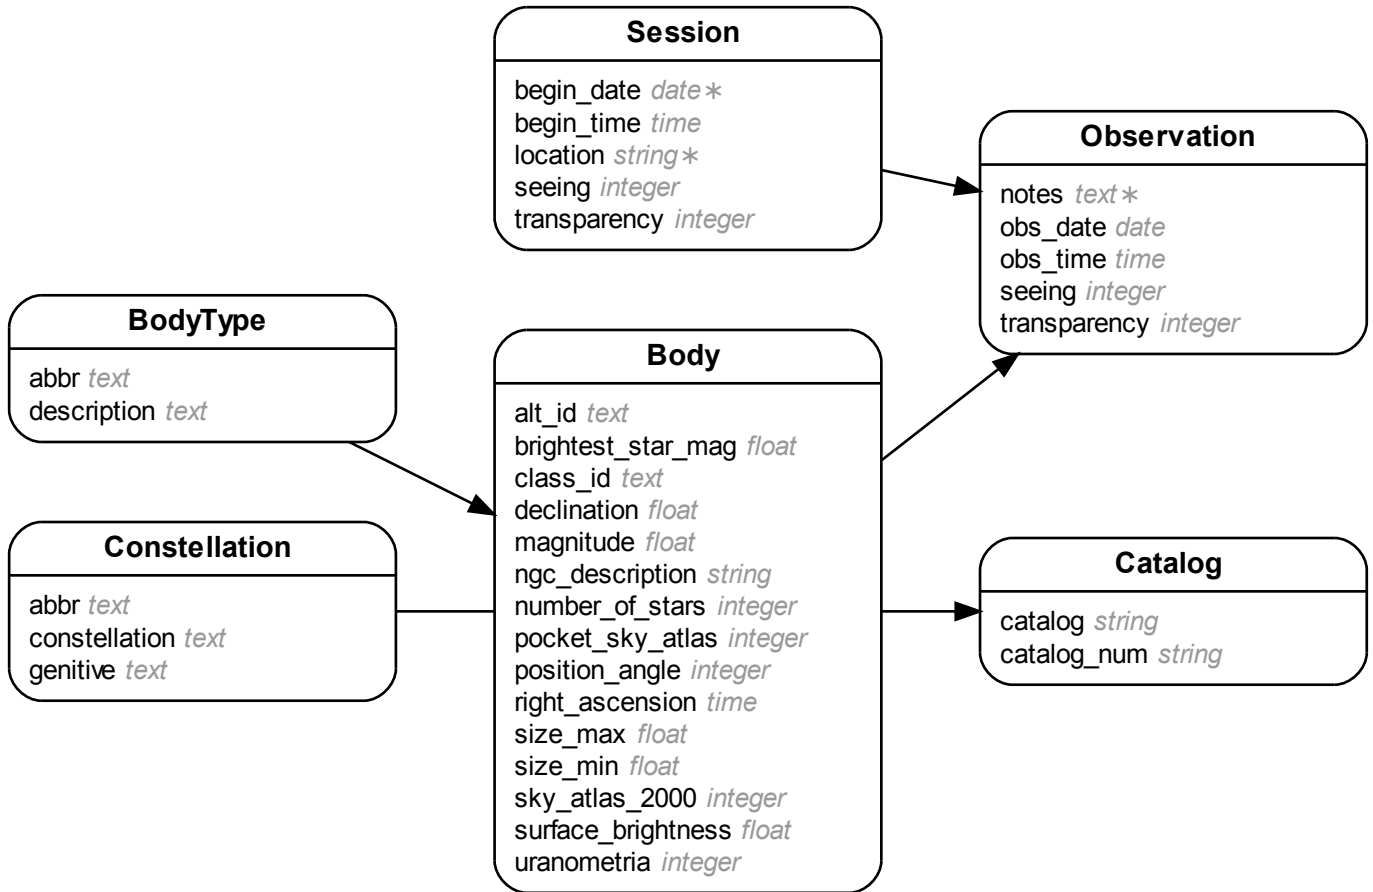 Session
begin_date date*
begin_time time
location string*
seeing integer
transparency integer
Observation
notes text*
obs_date date
obs_time time
seeing integer
transparency integer
BodyType
abbr text
description text
Body
alt_id text
brightest_star_mag float
class_id text
declination float
magnitude float
ngc_description string
number_of_stars integer
pocket_sky_atlas integer
position_angle integer
right_ascension time
size_max float
size_min float
sky_atlas_2000 integer
surface_brightness float
uranometria integer
Constellation
abbr text
constellation text
genitive text
Catalog
catalog string
catalog_num string